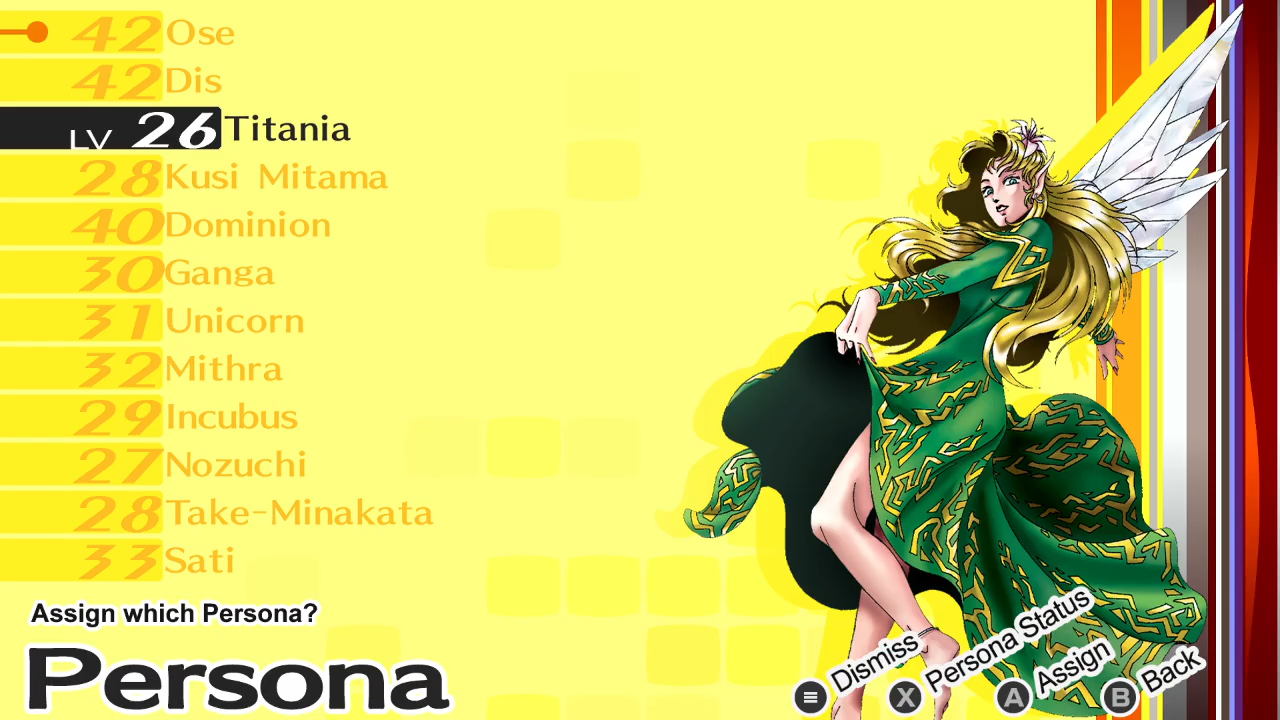 42 Ose
42 Dis
LV 26 Titania
28 Kusi Mitama
40 Dominion
30 Ganga
31 Unicorn
32 Mithra
29 Incubus
27 Nozuchi
28 Take-Minakata
33 Sati
Assign which Persona?
Persona
Dismiss
X Persona Status
A Assign
B Back